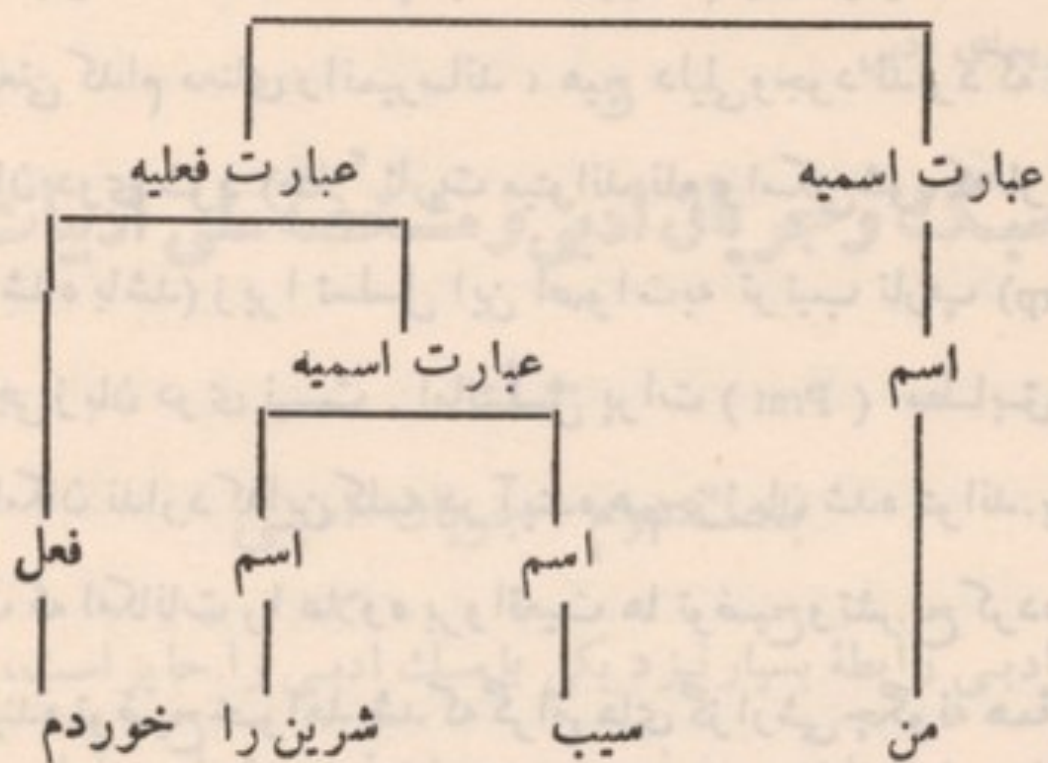 عبارت اسمیه عبارت فعلیه
اسم عبارت اسمیه
اسم اسم فعل
من سیب شرین را خوردم